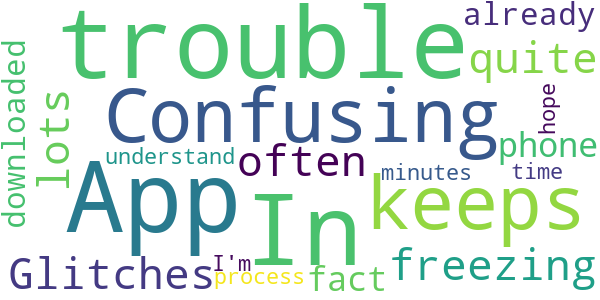 trouble
already
quite
Confusing
lots
downloaded
hope
phone
understand
often
minutes
time
App
In
keeps
Glitches
I'm
process
fact
freezing